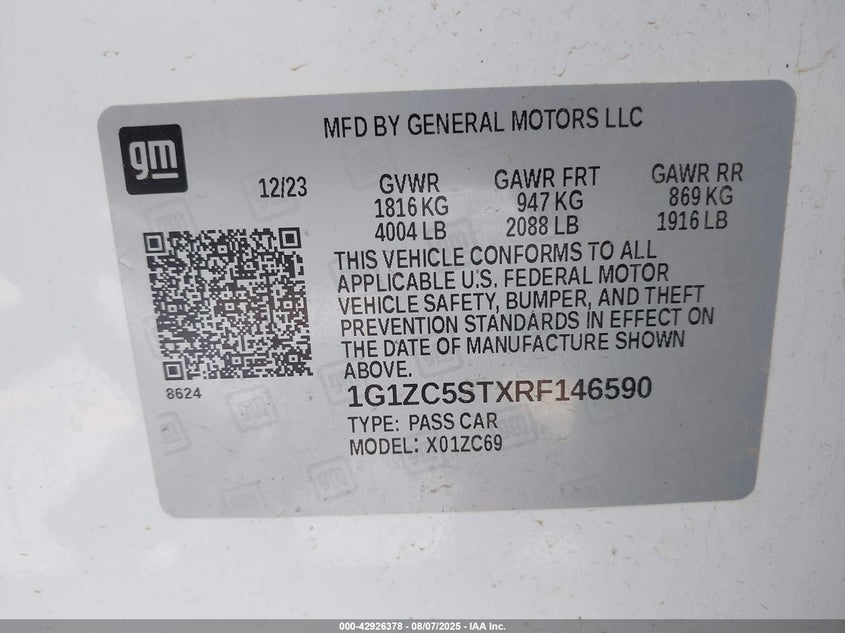 MFD BY GENERAL MOTORS LLC
gm
12/23
GVWR GAWR FRT GAWR RR
1816 KG 947 KG 869 KG
4004 LB 2088 LB 1916 LB
THIS VEHICLE CONFORMS TO ALL
APPLICABLE U.S. FEDERAL MOTOR
VEHICLE SAFETY, BUMPER, AND THEFT
PREVENTION STANDARDS IN EFFECT ON
THE DATE OF MANUFACTURE SHOWN
ABOVE.
8624
1G1ZC5STXRF146590
TYPE: PASS CAR
MODEL: X01ZC69
000-42926378 - 08/07/2025 - IAA Inc.